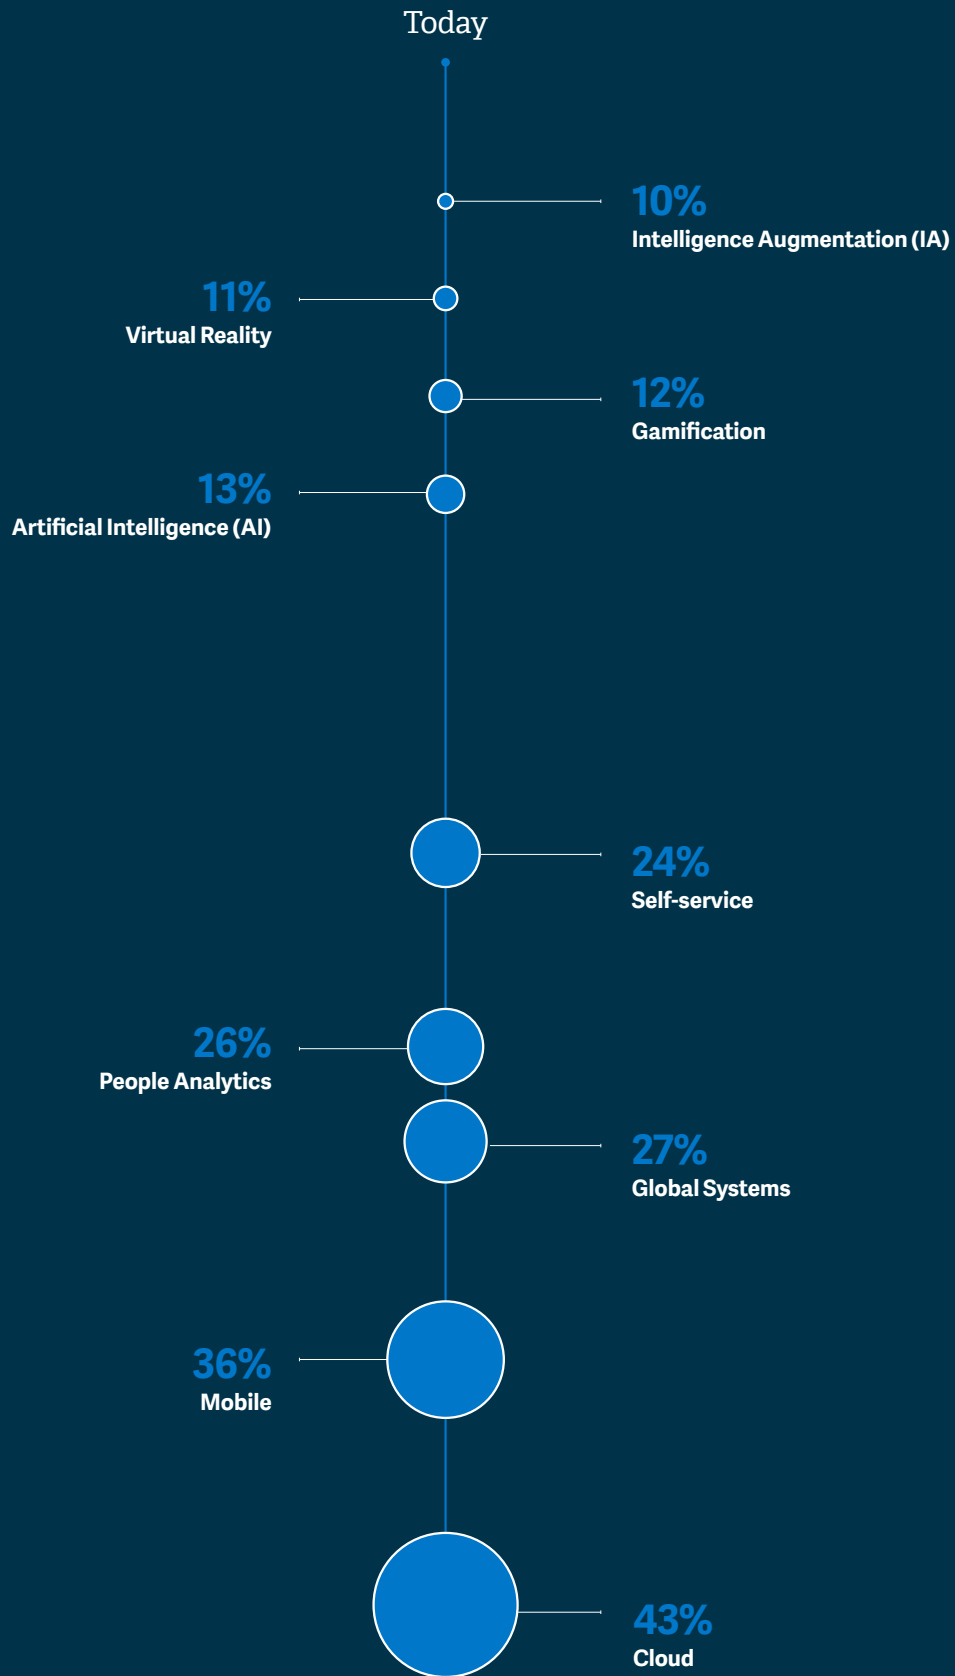 Today
10%
Intelligence Augmentation (IA)
11%
Virtual Reality
12%
Gamification
13%
Artificial Intelligence (AI)
24%
Self-service
26%
People Analytics
27%
Global Systems
36%
Mobile
43%
Cloud